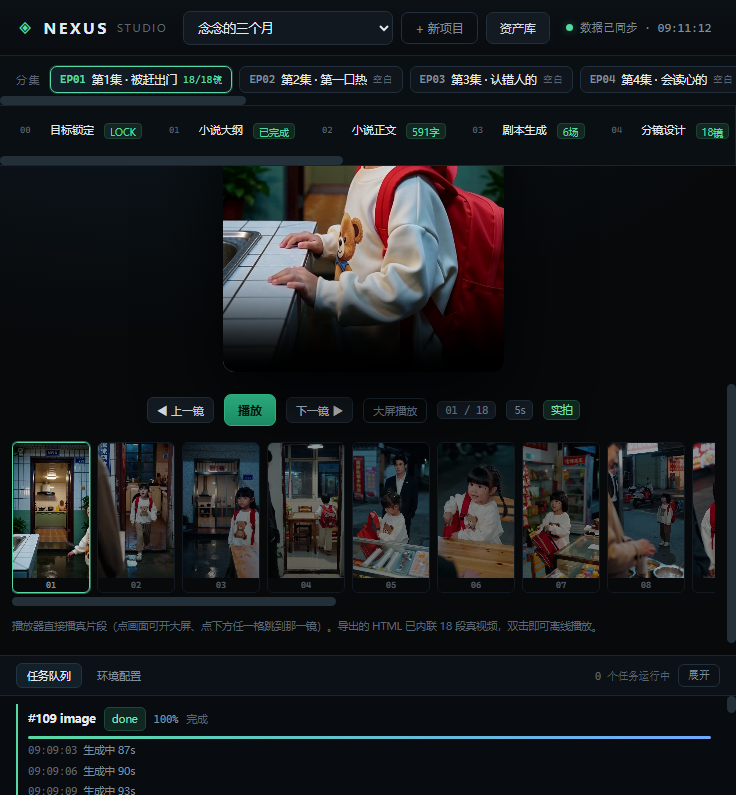 NEXUS STUDIO 念念的三个月 + 新项目 资产库 数据已同步 · 09:11:12
分集 EP01 第1集·被赶出门 18/18镜 EP02 第2集·第一口热 空白 EP03 第3集·认错人的 空白 EP04 第4集·会读心的 空白
00 目标锁定 LOCK 01 小说大纲 已完成 02 小说正文 591字 03 剧本生成 6场 04 分镜设计 18镜
◀ 上一镜 播放 下一镜 ▶ 大屏播放 01 / 18 5s 实拍
01 02 03 04 05 06 07 08
播放器直接播真片段（点画面可开大屏、点下方任一格跳到那一镜）。导出的 HTML 已内联 18 段真视频，双击即可离线播放。
任务队列 环境配置 0 个任务运行中 展开
#109 image done 100% 完成
09:09:03 生成中 87s
09:09:06 生成中 90s
09:09:09 生成中 93s